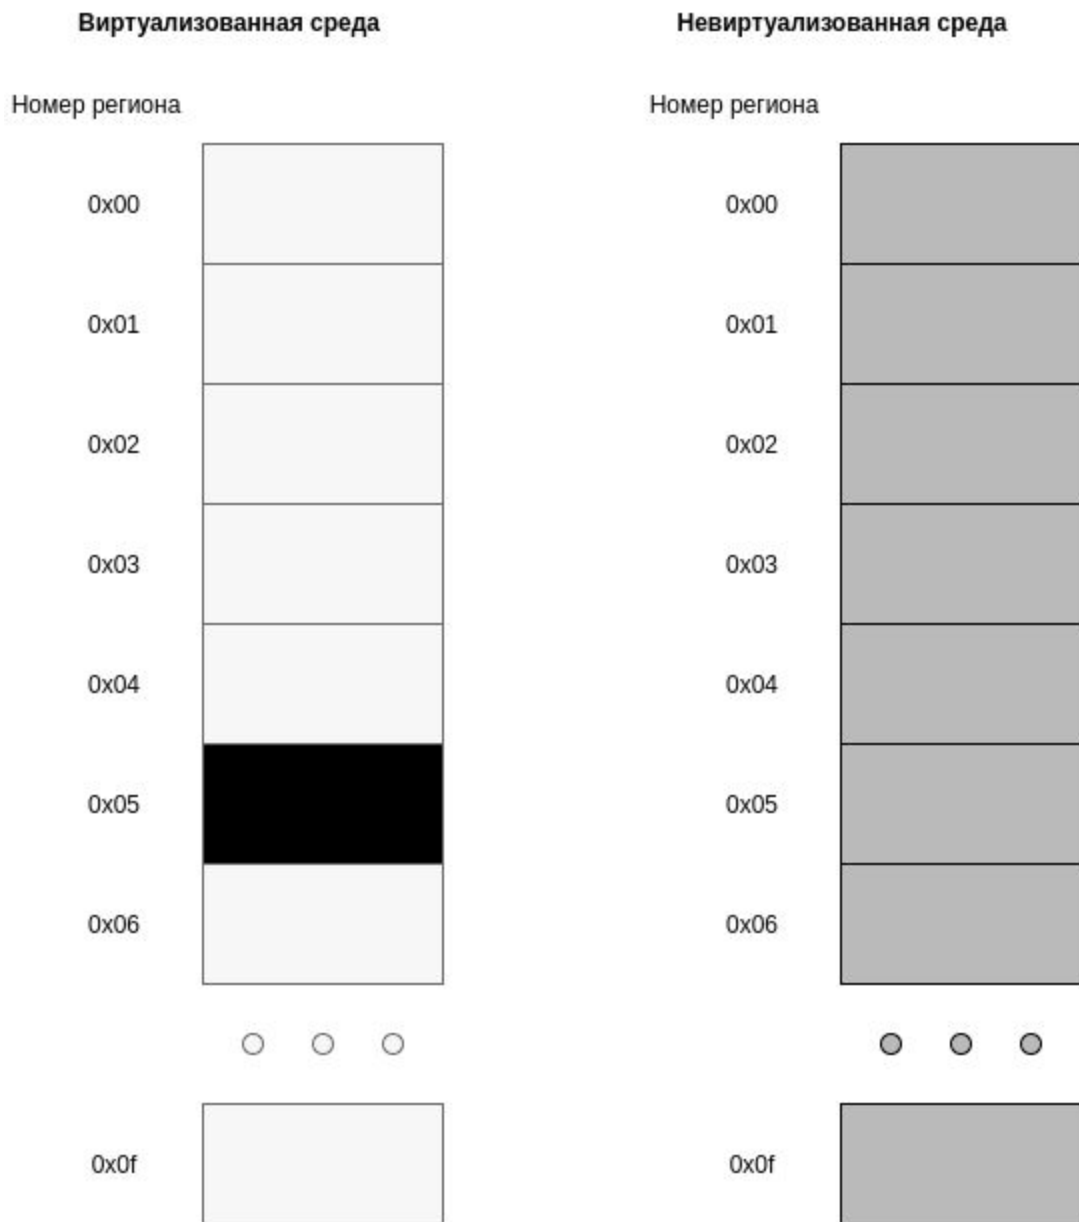 Виртуализованная среда
Невиртуализованная среда
Номер региона
Номер региона
0x00
0x00
0x01
0x01
0x02
0x02
0x03
0x03
0x04
0x04
0x05
0x05
0x06
0x06
0x0f
0x0f